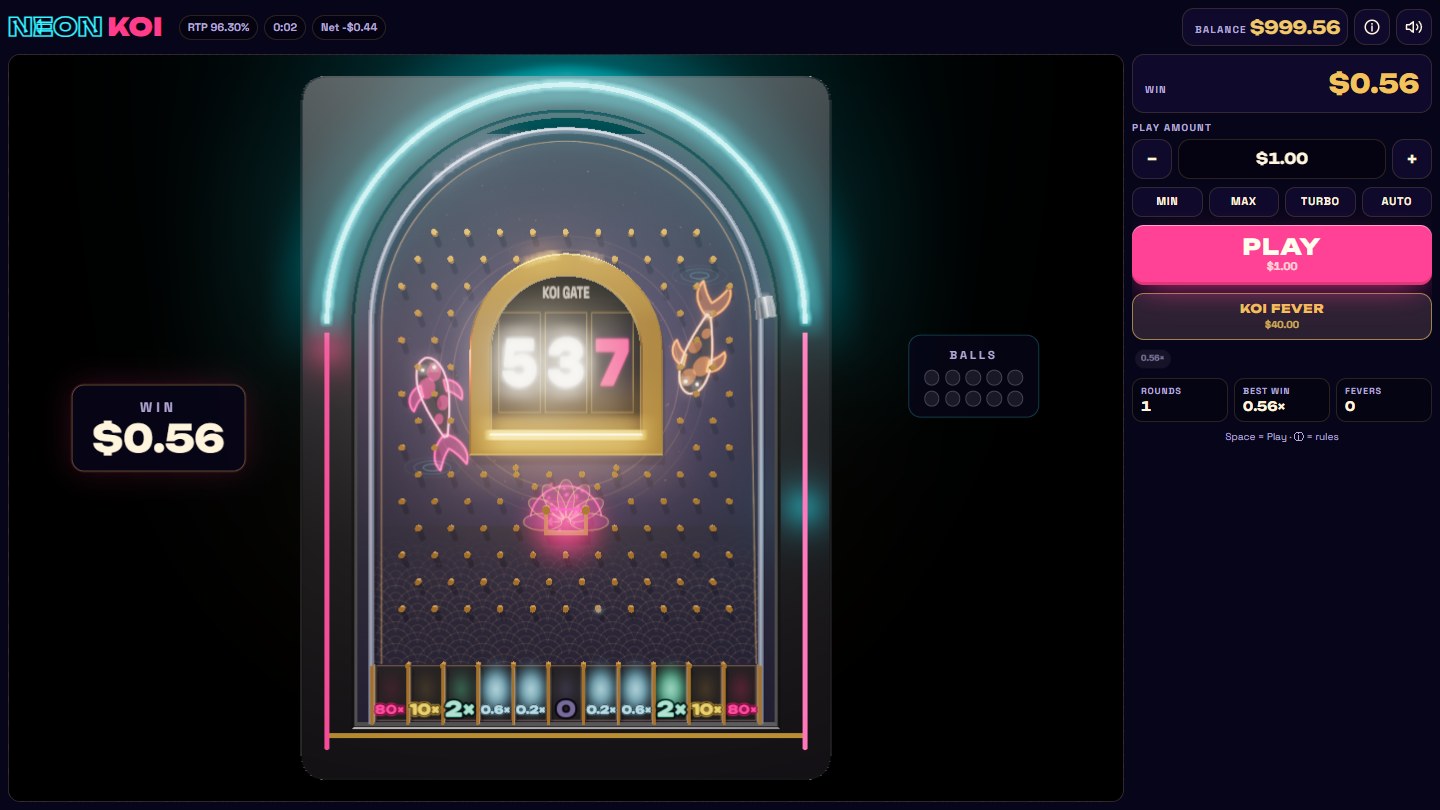 NEON KOI
RTP 96.30%
0:02
Net -$0.44
BALANCE $999.56
WIN
$0.56
PLAY AMOUNT
−
$1.00
+
MIN
MAX
TURBO
AUTO
PLAY
$1.00
KOI FEVER
$40.00
0.56×
ROUNDS
1
BEST WIN
0.56×
FEVERS
0
Space = Play · ⓘ = rules
WIN
$0.56
KOI GATE
537
BALLS
80× 10× 2× 0.6× 0.2× 0 0.2× 0.6× 2× 10× 80×